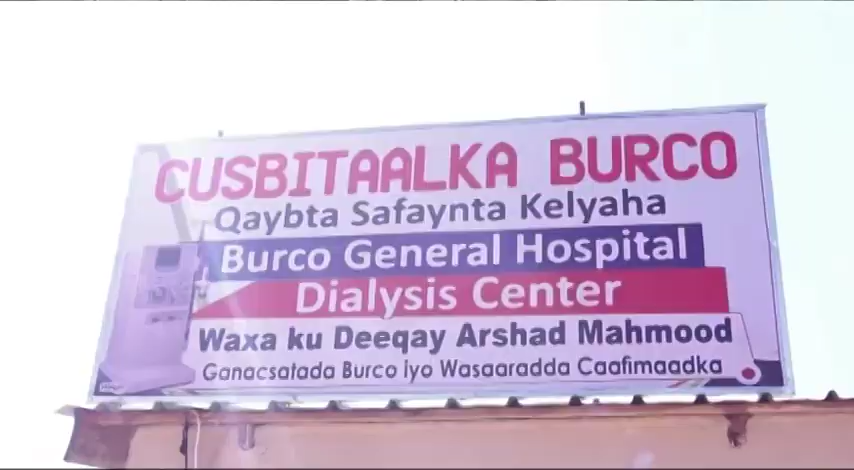 CUSBITAALKA BURCO
Qaybta Safaynta Kelyaha
Burco General Hospital
Dialysis Center
Waxa ku Deeqay Arshad Mahmood
Ganacsatada Burco iyo Wasaaradda Caafimaadka